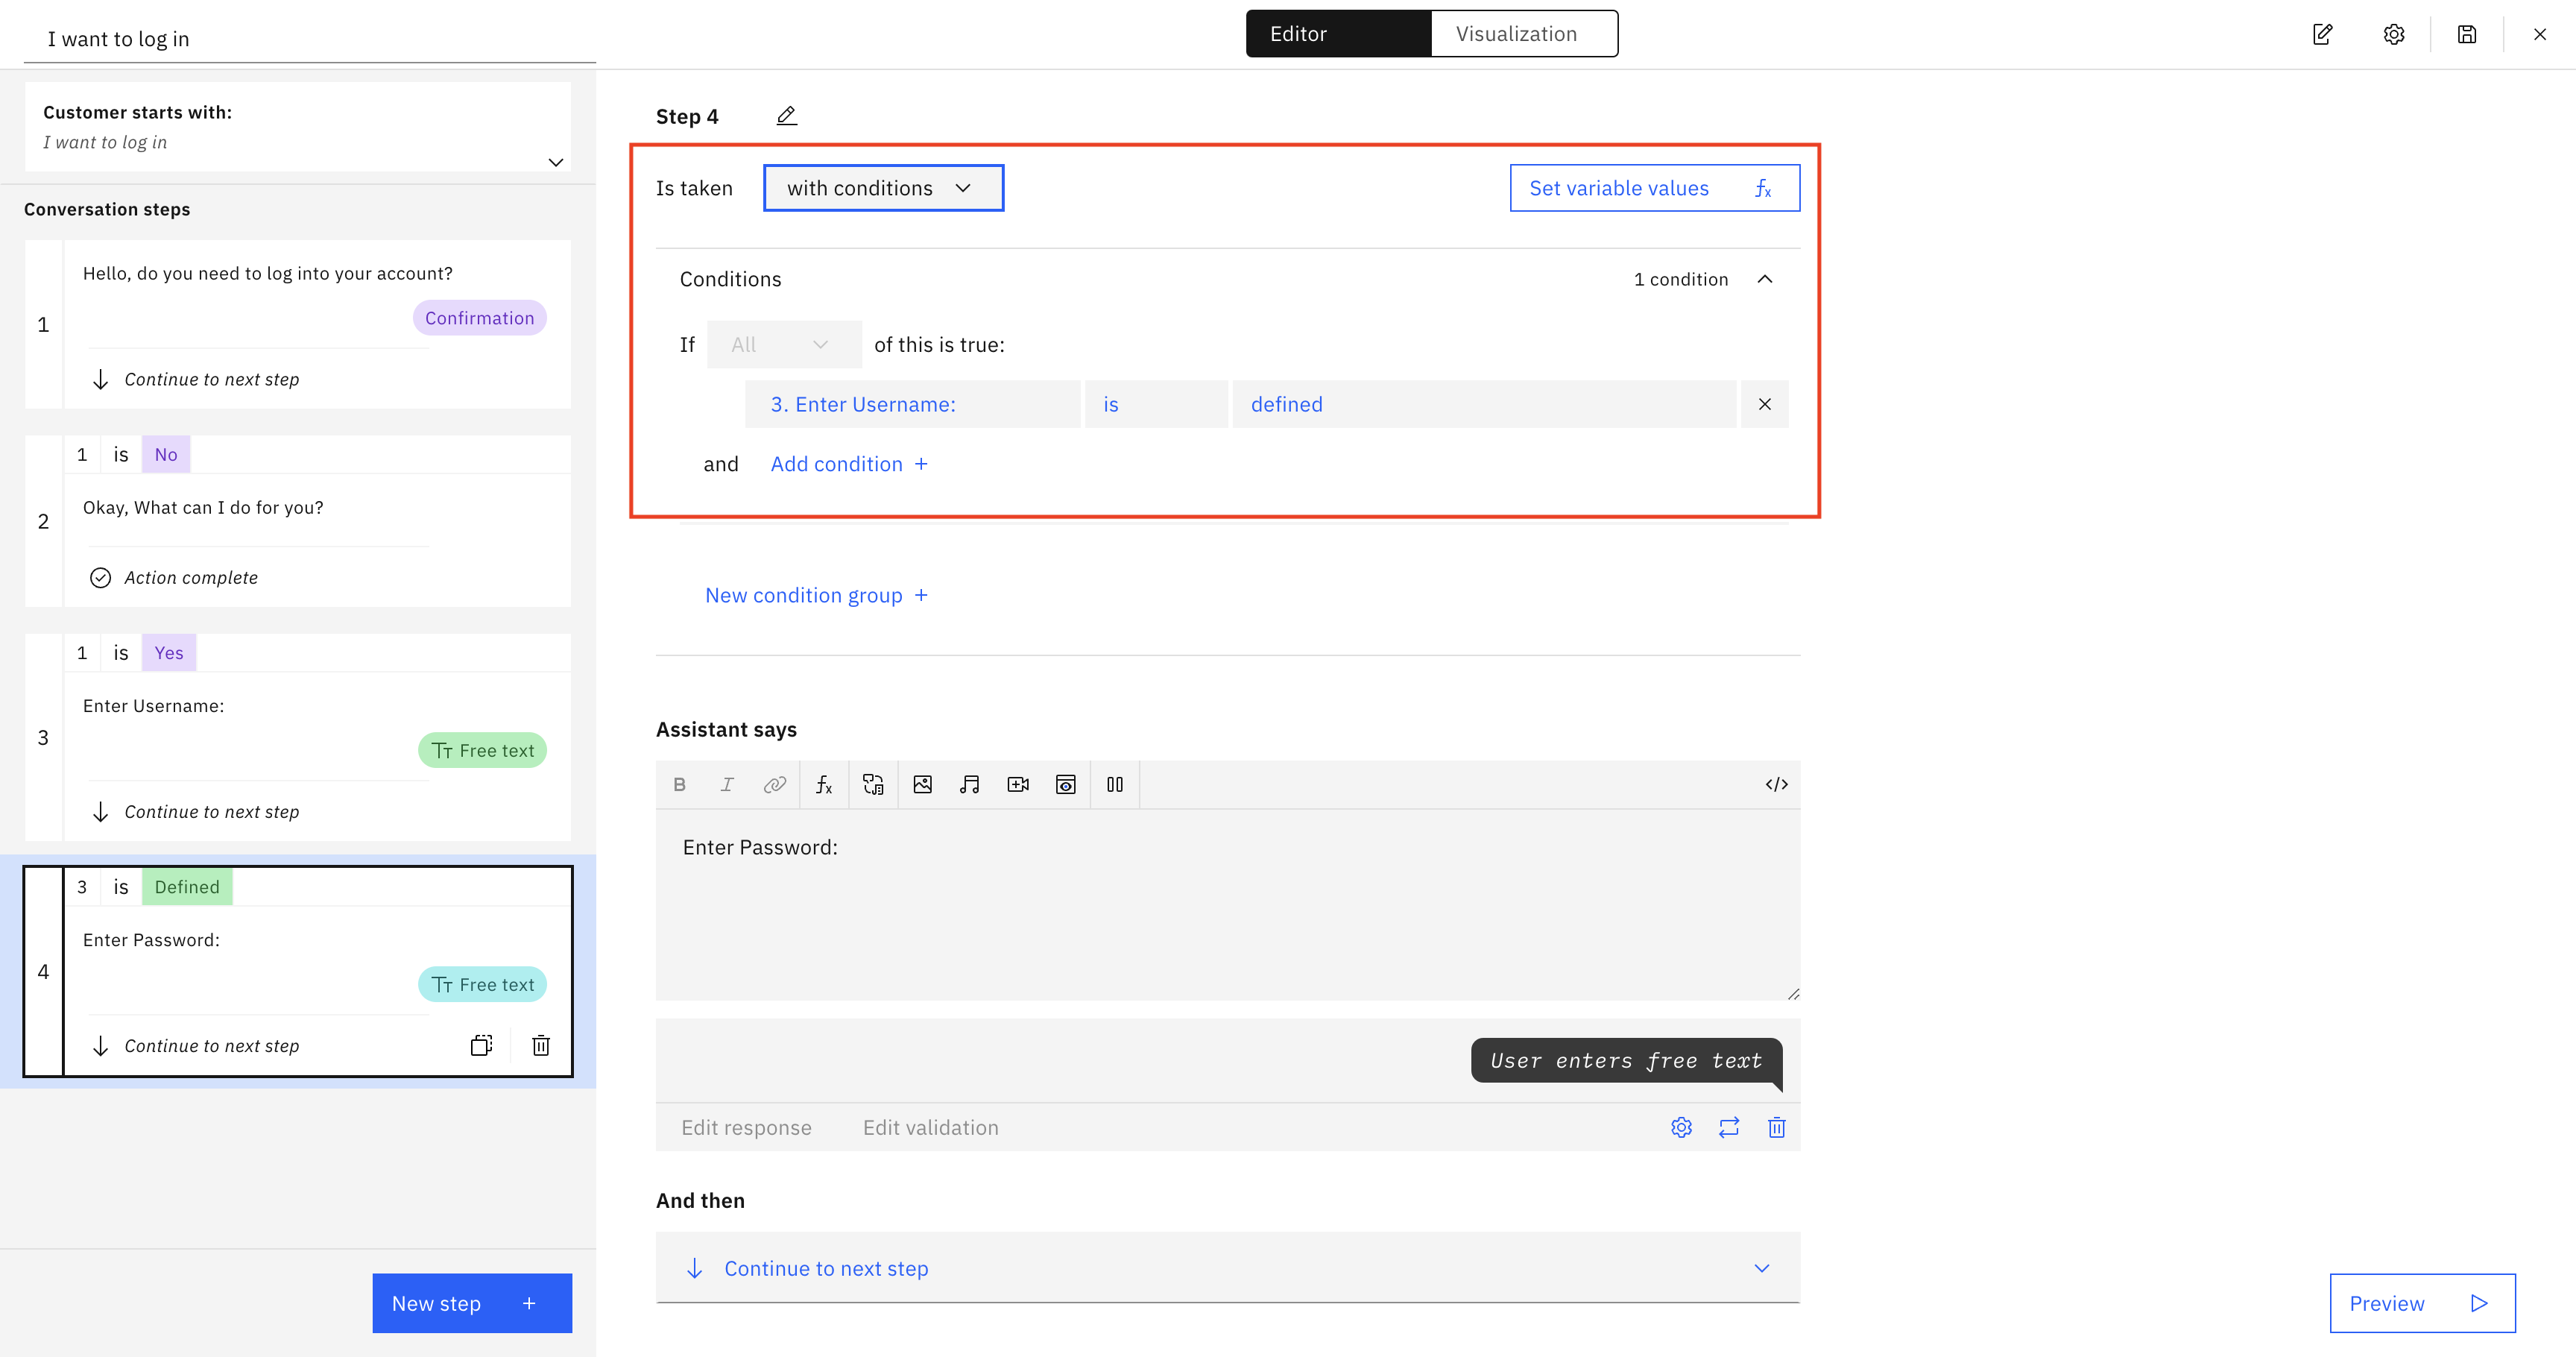 I want to log in
Editor
Visualization
Customer starts with:
I want to log in
Conversation steps
1
Hello, do you need to log into your account?
Confirmation
Continue to next step
2
1 is No
Okay, What can I do for you?
Action complete
3
1 is Yes
Enter Username:
Free text
Continue to next step
4
3 is Defined
Enter Password:
Free text
Continue to next step
New step +
Step 4
Is taken with conditions
Set variable values fx
Conditions
1 condition
If All of this is true:
3. Enter Username: is defined
and Add condition +
New condition group +
Assistant says
B I fx </>
Enter Password:
User enters free text
Edit response Edit validation
And then
Continue to next step
Preview